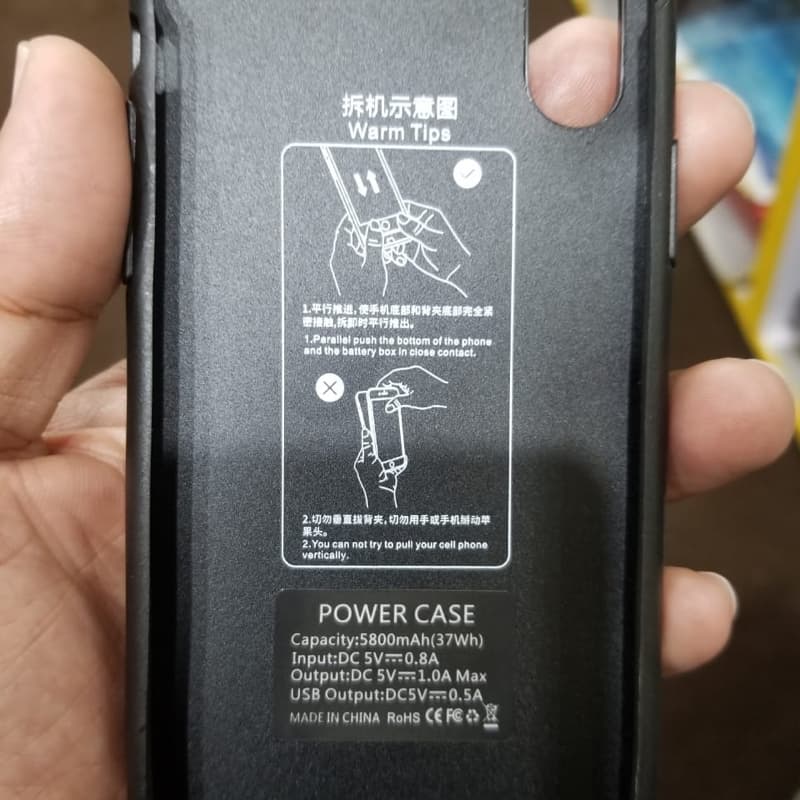 拆机示意图
Warm Tips
1.平行推进,使手机底部和背夹底部完全紧
密接触,拆卸时平行推出。
1.Parallel push the bottom of the phone
and the battery box in close contact.
2.切勿垂直拔背夹,切勿用手或手机掰动苹
果头。
2.You can not try to pull your cell phone
vertically.
POWER CASE
Capacity:5800mAh(37Wh)
Input:DC 5V⎓0.8A
Output:DC 5V⎓1.0A Max
USB Output:DC5V⎓0.5A
MADE IN CHINA RoHS CE FC